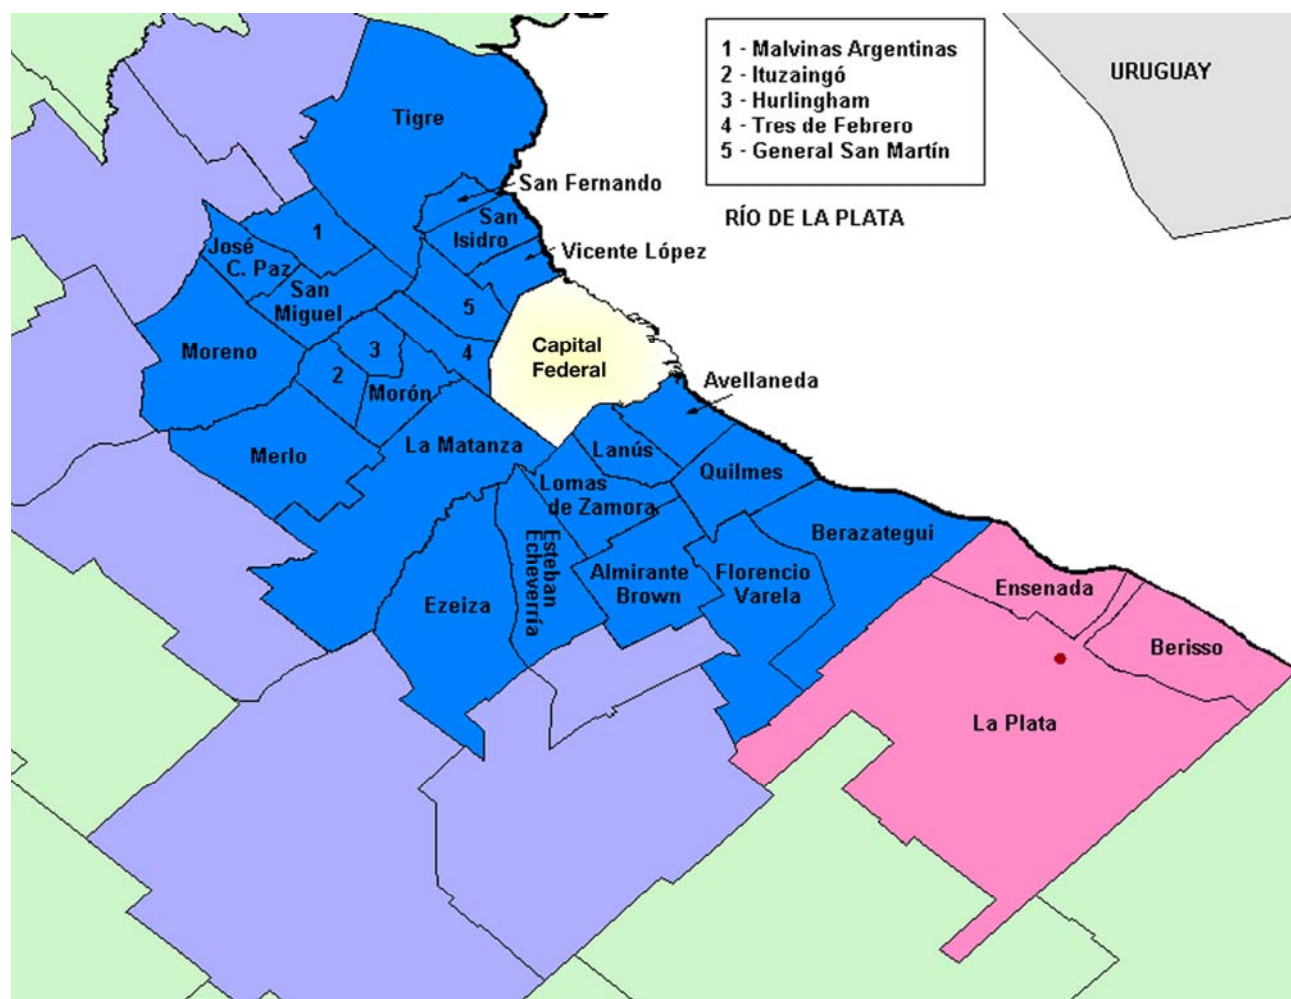 1 - Malvinas Argentinas
2 - Ituzaingó
3 - Hurlingham
4 - Tres de Febrero
5 - General San Martín
URUGUAY
RÍO DE LA PLATA
Tigre
San Fernando
San
Isidro
Vicente López
1
José
C. Paz
San
Miguel
5
Moreno
3
4
2
Morón
Capital
Federal
Avellaneda
Merlo
La Matanza
Lanús
Quilmes
Lomas
de Zamora
Berazategui
Esteban
Echeverría
Almirante
Brown
Florencio
Varela
Ezeiza
Ensenada
Berisso
La Plata